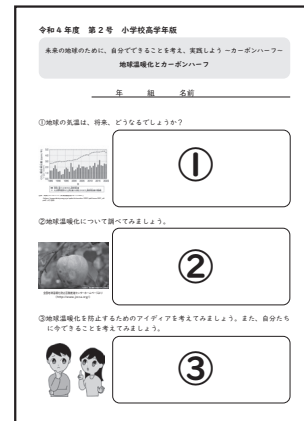 令和4年度　第2号　小学校高学年版
未来の地球のために、自分でできることを考え、実践しよう ～カーボンハーフ～
地球温暖化とカーボンハーフ
年　組　名前
①地球の気温は、将来、どうなるでしょうか？
①
②地球温暖化について調べてみましょう。
②
③地球温暖化を防止するためのアイディアを考えてみましょう。また、自分たち
に今できることを考えてみましょう。
③